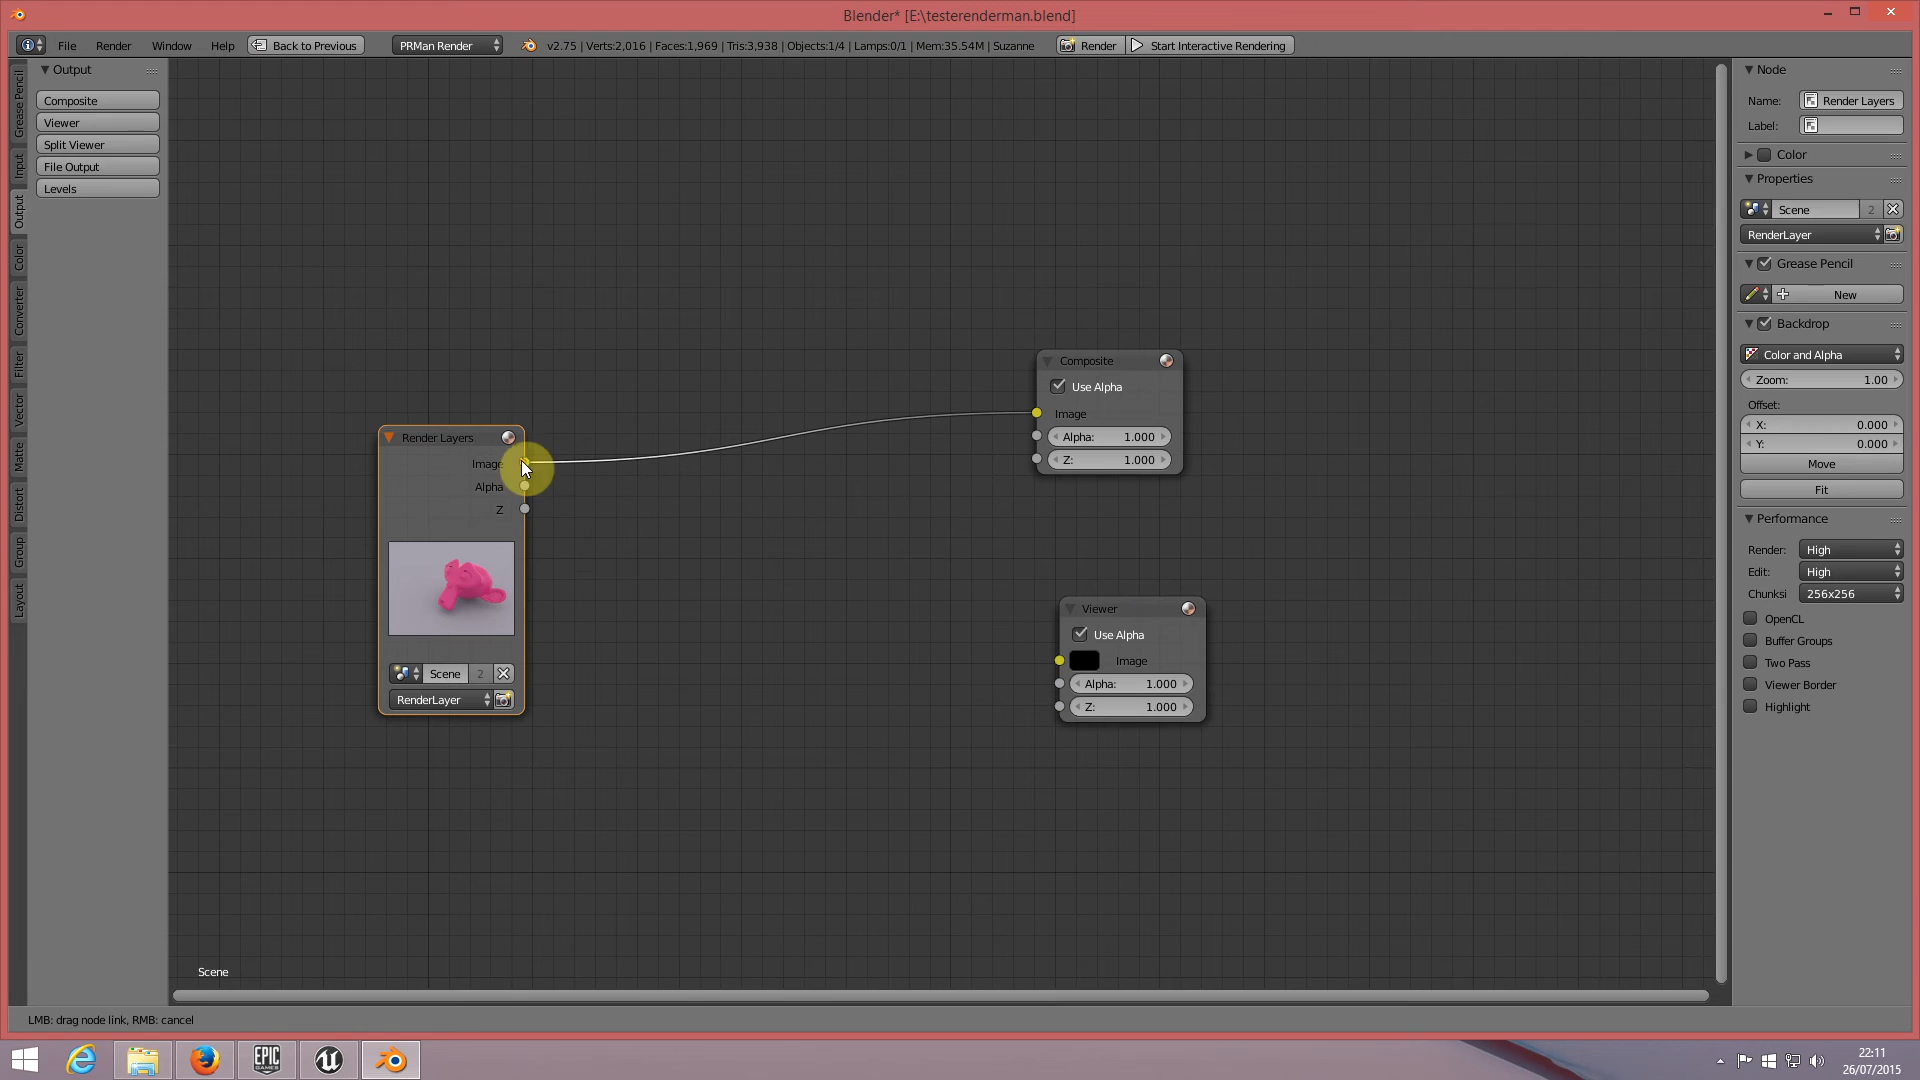 Blender* [E:\testerenderman.blend]
File Render Window Help Back to Previous PRMan Render v2.75 | Verts:2,016 | Faces:1,969 | Tris:3,938 | Objects:1/4 | Lamps:0/1 | Mem:35.54M | Suzanne Render Start Interactive Rendering
Output
Composite
Viewer
Split Viewer
File Output
Levels
Grease Pencil
Input
Output
Color
Converter
Filter
Vector
Matte
Distort
Group
Layout
Render Layers
Image
Alpha
Z
Scene 2
RenderLayer
Composite
Use Alpha
Image
Alpha: 1.000
Z: 1.000
Viewer
Use Alpha
Image
Alpha: 1.000
Z: 1.000
Scene
Node
Name: Render Layers
Label:
Color
Properties
Scene 2
RenderLayer
Grease Pencil
New
Backdrop
Color and Alpha
Zoom: 1.00
Offset:
X: 0.000
Y: 0.000
Move
Fit
Performance
Render: High
Edit: High
Chunksi 256x256
OpenCL
Buffer Groups
Two Pass
Viewer Border
Highlight
LMB: drag node link, RMB: cancel
EPIC
GAMES
22:11
26/07/2015